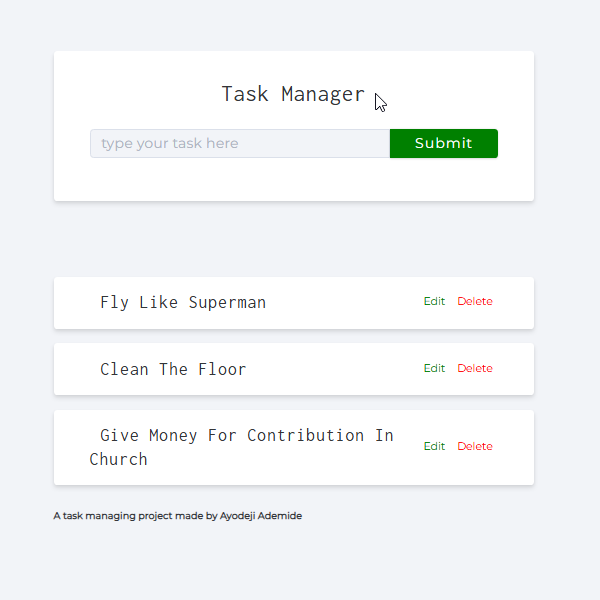 Task Manager
type your task here
Submit
Fly Like Superman
Edit Delete
Clean The Floor
Edit Delete
Give Money For Contribution In
Church
Edit Delete
A task managing project made by Ayodeji Ademide